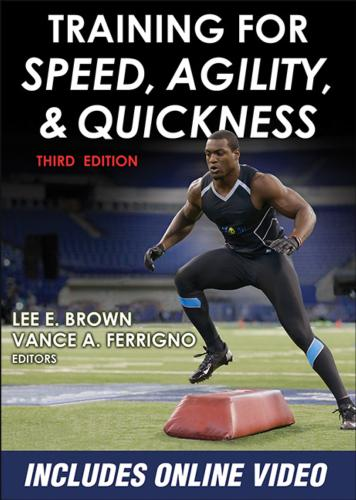 TRAINING FOR
SPEED, AGILITY,
& QUICKNESS
THIRD EDITION
LEE E. BROWN
VANCE A. FERRIGNO
EDITORS
INCLUDES ONLINE VIDEO